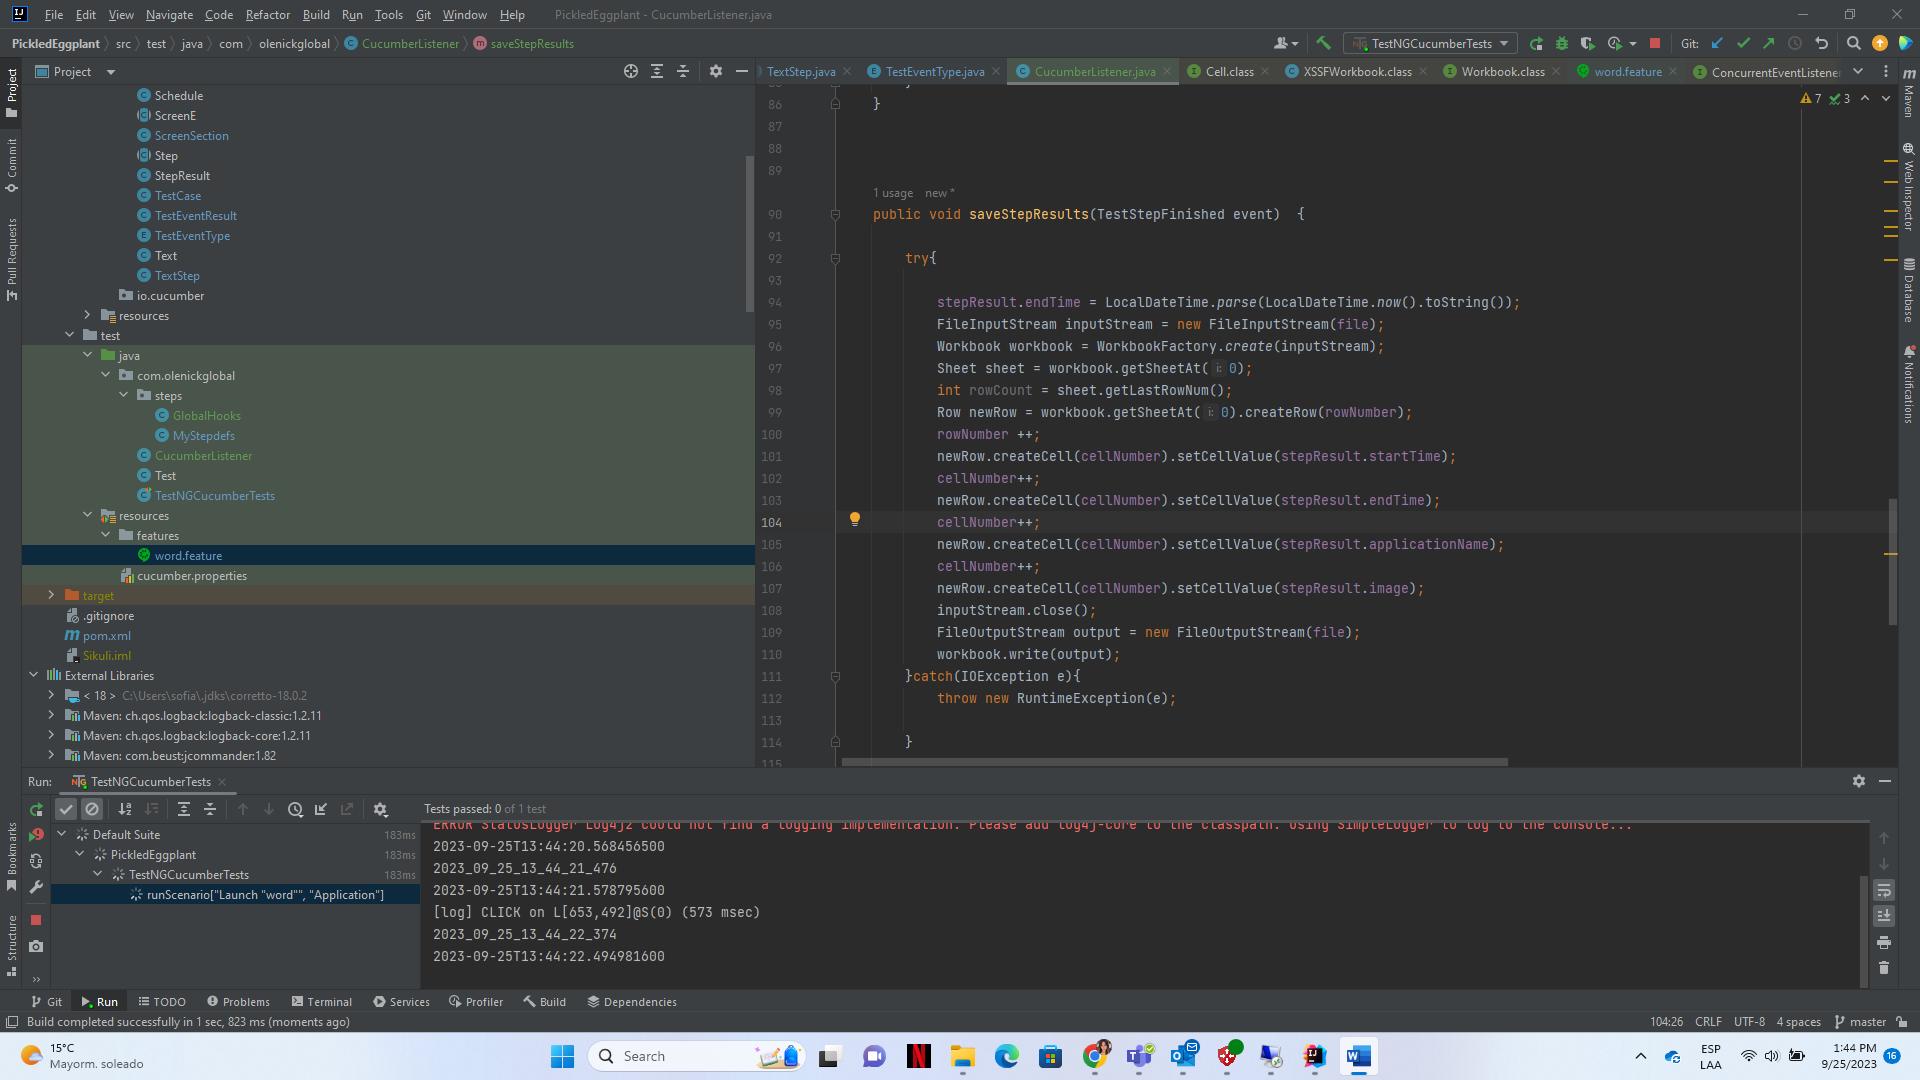 File Edit View Navigate Code Refactor Build Run Tools Git Window Help PickledEggplant - CucumberListener.java
PickledEggplant src test java com olenickglobal CucumberListener saveStepResults TestNGCucumberTests Git:
Project TextStep.java TestEventType.java CucumberListener.java Cell.class XSSFWorkbook.class Workbook.class word.feature ConcurrentEventListene
Project
Commit
Pull Requests
Bookmarks
Structure
Maven
Web Inspector
Database
Notifications
Schedule
ScreenE
ScreenSection
Step
StepResult
TestCase
TestEventResult
TestEventType
Text
TextStep
io.cucumber
resources
test
java
com.olenickglobal
steps
GlobalHooks
MyStepdefs
CucumberListener
Test
TestNGCucumberTests
resources
features
word.feature
cucumber.properties
target
.gitignore
pom.xml
Sikuli.iml
External Libraries
< 18 > C:\Users\sofia\.jdks\corretto-18.0.2
Maven: ch.qos.logback:logback-classic:1.2.11
Maven: ch.qos.logback:logback-core:1.2.11
Maven: com.beust:jcommander:1.82
7 3
86 }
87
88
89
1 usage new *
90 public void saveStepResults(TestStepFinished event) {
91
92 try{
93
94 stepResult.endTime = LocalDateTime.parse(LocalDateTime.now().toString());
95 FileInputStream inputStream = new FileInputStream(file);
96 Workbook workbook = WorkbookFactory.create(inputStream);
97 Sheet sheet = workbook.getSheetAt( i: 0);
98 int rowCount = sheet.getLastRowNum();
99 Row newRow = workbook.getSheetAt( i: 0).createRow(rowNumber);
100 rowNumber ++;
101 newRow.createCell(cellNumber).setCellValue(stepResult.startTime);
102 cellNumber++;
103 newRow.createCell(cellNumber).setCellValue(stepResult.endTime);
104 cellNumber++;
105 newRow.createCell(cellNumber).setCellValue(stepResult.applicationName);
106 cellNumber++;
107 newRow.createCell(cellNumber).setCellValue(stepResult.image);
108 inputStream.close();
109 FileOutputStream output = new FileOutputStream(file);
110 workbook.write(output);
111 }catch(IOException e){
112 throw new RuntimeException(e);
113
114 }
115
Run: TestNGCucumberTests
Tests passed: 0 of 1 test
Default Suite 183ms
PickledEggplant 183ms
TestNGCucumberTests 183ms
runScenario["Launch "word"", "Application"]
ERROR StatusLogger Log4j2 could not find a logging implementation. Please add log4j-core to the classpath. Using SimpleLogger to log to the console...
2023-09-25T13:44:20.568456500
2023_09_25_13_44_21_476
2023-09-25T13:44:21.578795600
[log] CLICK on L[653,492]@S(0) (573 msec)
2023_09_25_13_44_22_374
2023-09-25T13:44:22.494981600
Git Run TODO Problems Terminal Services Profiler Build Dependencies
Build completed successfully in 1 sec, 823 ms (moments ago) 104:26 CRLF UTF-8 4 spaces master
15°C
Mayorm. soleado
Search
ESP
LAA
1:44 PM
9/25/2023
16